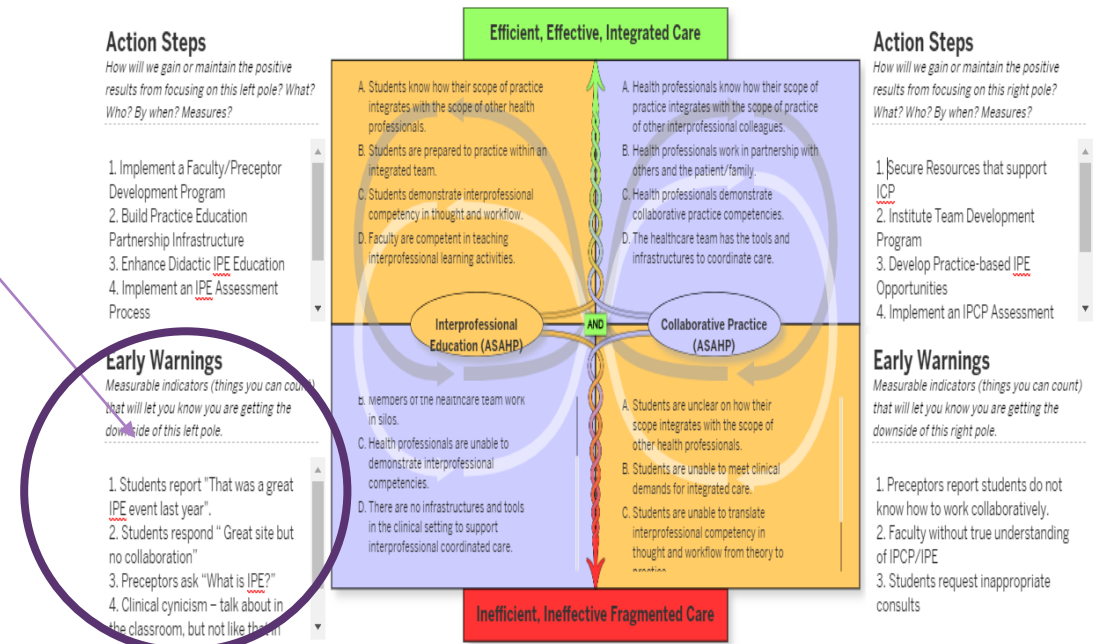 Efficient, Effective, Integrated Care
Action Steps
How will we gain or maintain the positive
results from focusing on this left pole? What?
Who? By when? Measures?
1. Implement a Faculty/Preceptor
Development Program
2. Build Practice Education
Partnership Infrastructure
3. Enhance Didactic IPE Education
4. Implement an IPE Assessment
Process
A. Students know how their scope of practice
integrates with the scope of other health
professionals.
B. Students are prepared to practice within an
integrated team.
C. Students demonstrate interprofessional
competency in thought and workflow.
D. Faculty are competent in teaching
interprofessional learning activities.
A. Health professionals know how their scope of
practice integrates with the scope of practice
of other interprofessional colleagues.
B. Health professionals work in partnership with
others and the patient/family.
C. Health professionals demonstrate
collaborative practice competencies.
D. The healthcare team has the tools and
infrastructures to coordinate care.
Action Steps
How will we gain or maintain the positive
results from focusing on this right pole?
What? Who? By when? Measures?
1. Secure Resources that support
ICP
2. Institute Team Development
Program
3. Develop Practice-based IPE
Opportunities
4. Implement an IPCP Assessment
Interprofessional
Education (ASAHP)
AND
Collaborative Practice
(ASAHP)
Early Warnings
Measurable indicators (things you can count)
that will let you know you are getting the
downside of this left pole.
1. Students report "That was a great
IPE event last year".
2. Students respond “ Great site but
no collaboration”
3. Preceptors ask “What is IPE?”
4. Clinical cynicism – talk about in
the classroom, but not like that in
B. Members of the healthcare team work
in silos.
C. Health professionals are unable to
demonstrate interprofessional
competencies.
D. There are no infrastructures and tools
in the clinical setting to support
interprofessional coordinated care.
A. Students are unclear on how their
scope integrates with the scope of
other health professionals.
B. Students are unable to meet clinical
demands for integrated care.
C. Students are unable to translate
interprofessional competency in
thought and workflow from theory to
practice.
Early Warnings
Measurable indicators (things you can count)
that will let you know you are getting the
downside of this right pole.
1. Preceptors report students do not
know how to work collaboratively.
2. Faculty without true understanding
of IPCP/IPE
3. Students request inappropriate
consults
Inefficient, Ineffective Fragmented Care